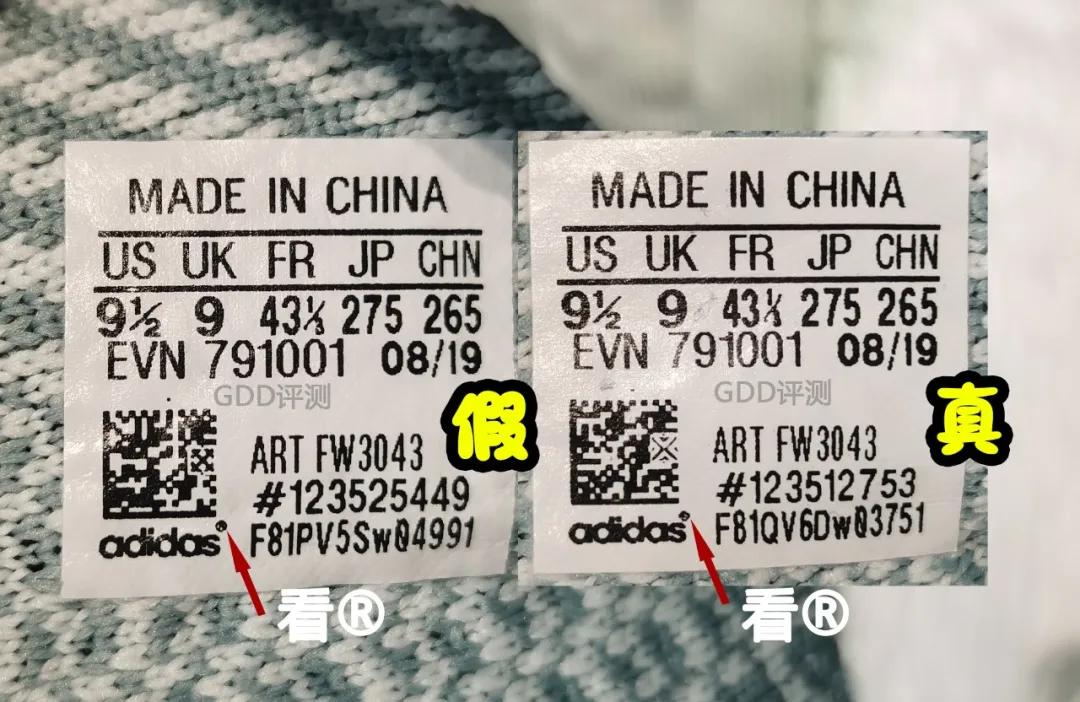 MADE IN CHINA
US UK FR JP CHN
9½ 9 43⅓ 275 265
EVN 791001 08/19
GDD评测
假
ART FW3043
#123525449
adidas®
F81PV5Sw04991
看®
MADE IN CHINA
US UK FR JP CHN
9½ 9 43⅓ 275 265
EVN 791001 08/19
GDD评测
真
ART FW3043
#123512753
adidas®
F81QV6Dw03751
看®